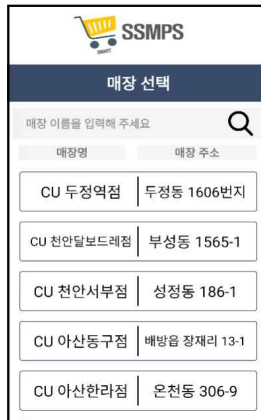 SMART
SSMPS
매장 선택
매장 이름을 입력해 주세요
매장명 매장 주소
CU 두정역점 두정동 1606번지
CU 천안달보드레점 부성동 1565-1
CU 천안서부점 성정동 186-1
CU 아산동구점 배방읍 장재리 13-1
CU 아산한라점 온천동 306-9